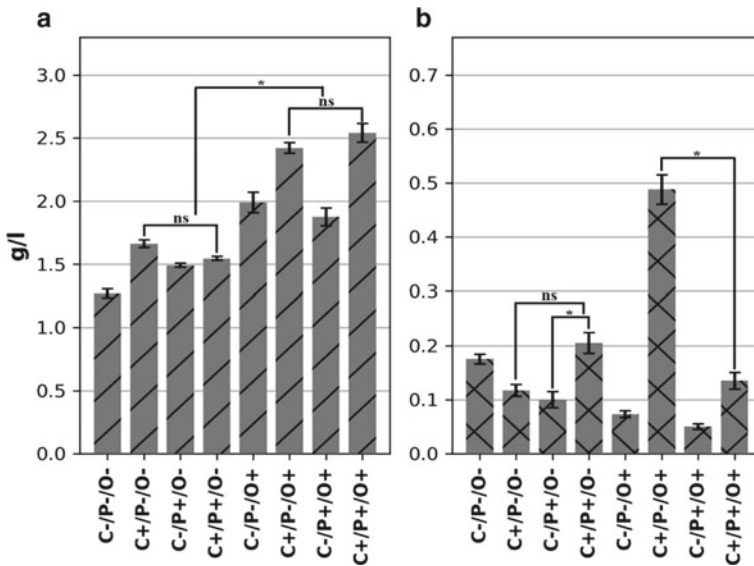 a
g/l
3.0
2.5
2.0
1.5
1.0
0.5
0.0
*
ns
ns
C-/P-/O-
C+/P-/O-
C-/P+/O-
C+/P+/O-
C-/P-/O+
C+/P-/O+
C-/P+/O+
C+/P+/O+
b
0.7
0.6
0.5
0.4
0.3
0.2
0.1
0.0
*
ns
*
C-/P-/O-
C+/P-/O-
C-/P+/O-
C+/P+/O-
C-/P-/O+
C+/P-/O+
C-/P+/O+
C+/P+/O+